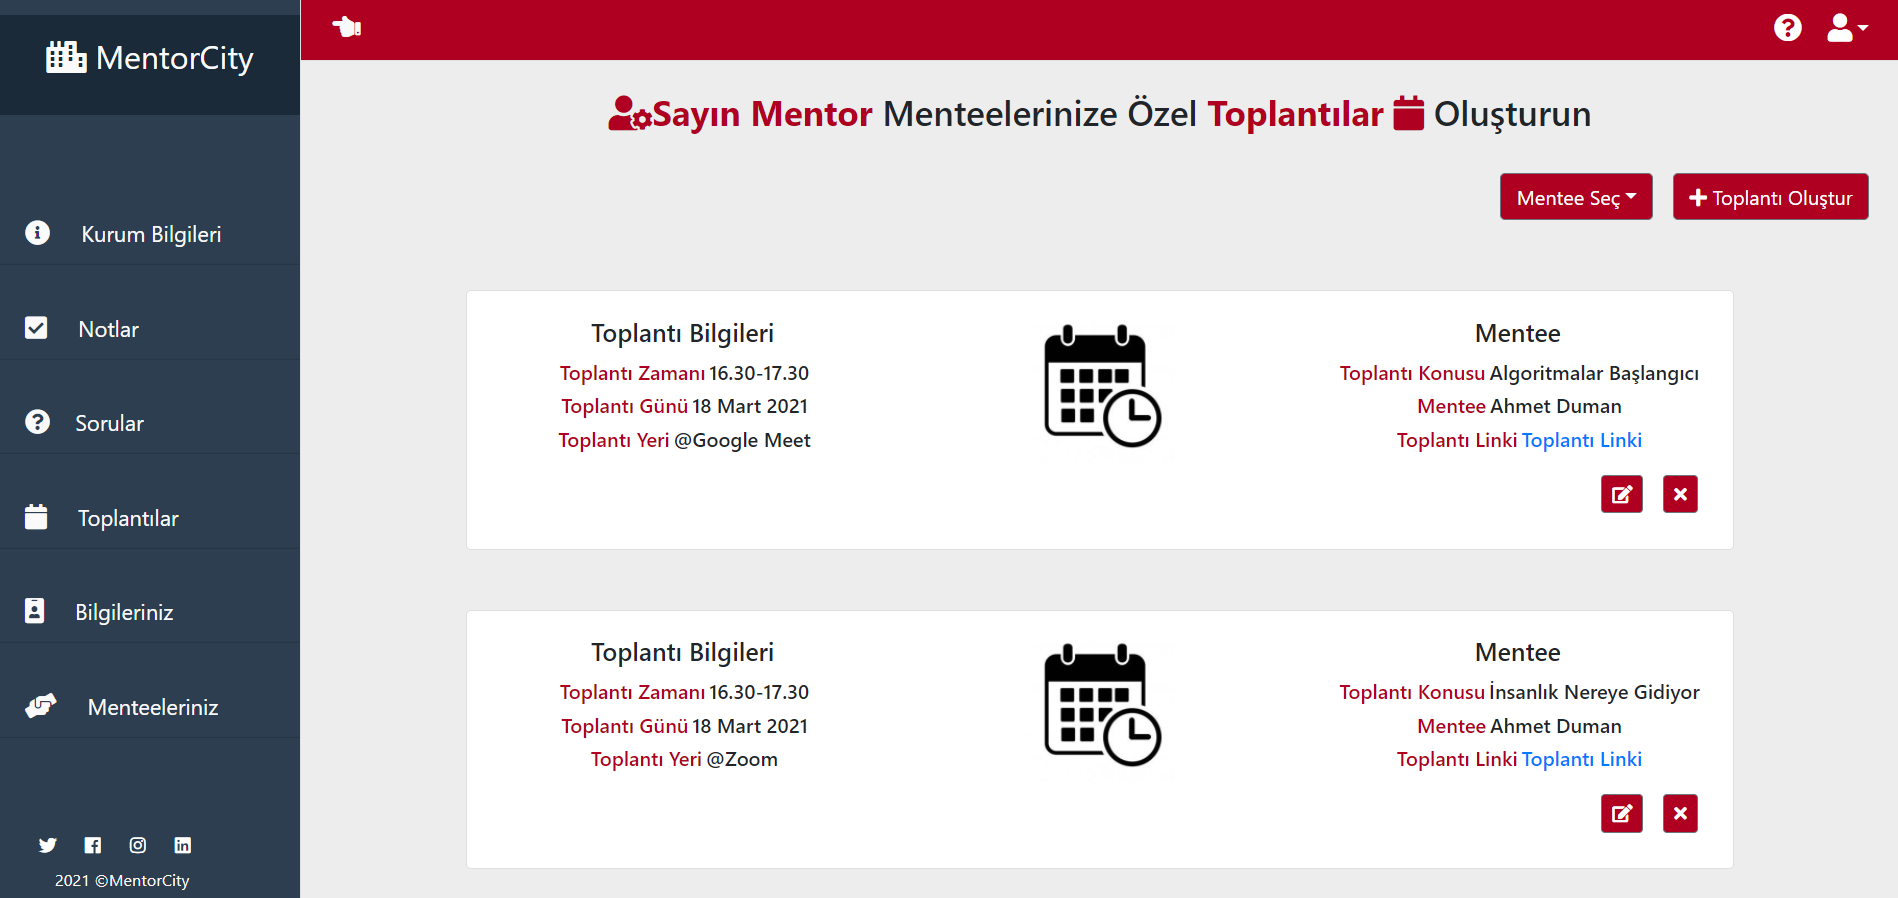 MentorCity
Kurum Bilgileri
Notlar
Sorular
Toplantılar
Bilgileriniz
Menteeleriniz
2021 ©MentorCity
Sayın Mentor Menteelerinize Özel Toplantılar Oluşturun
Mentee Seç
Toplantı Oluştur
Toplantı Bilgileri
Toplantı Zamanı 16.30-17.30
Toplantı Günü 18 Mart 2021
Toplantı Yeri @Google Meet
Mentee
Toplantı Konusu Algoritmalar Başlangıcı
Mentee Ahmet Duman
Toplantı Linki Toplantı Linki
Toplantı Bilgileri
Toplantı Zamanı 16.30-17.30
Toplantı Günü 18 Mart 2021
Toplantı Yeri @Zoom
Mentee
Toplantı Konusu İnsanlık Nereye Gidiyor
Mentee Ahmet Duman
Toplantı Linki Toplantı Linki